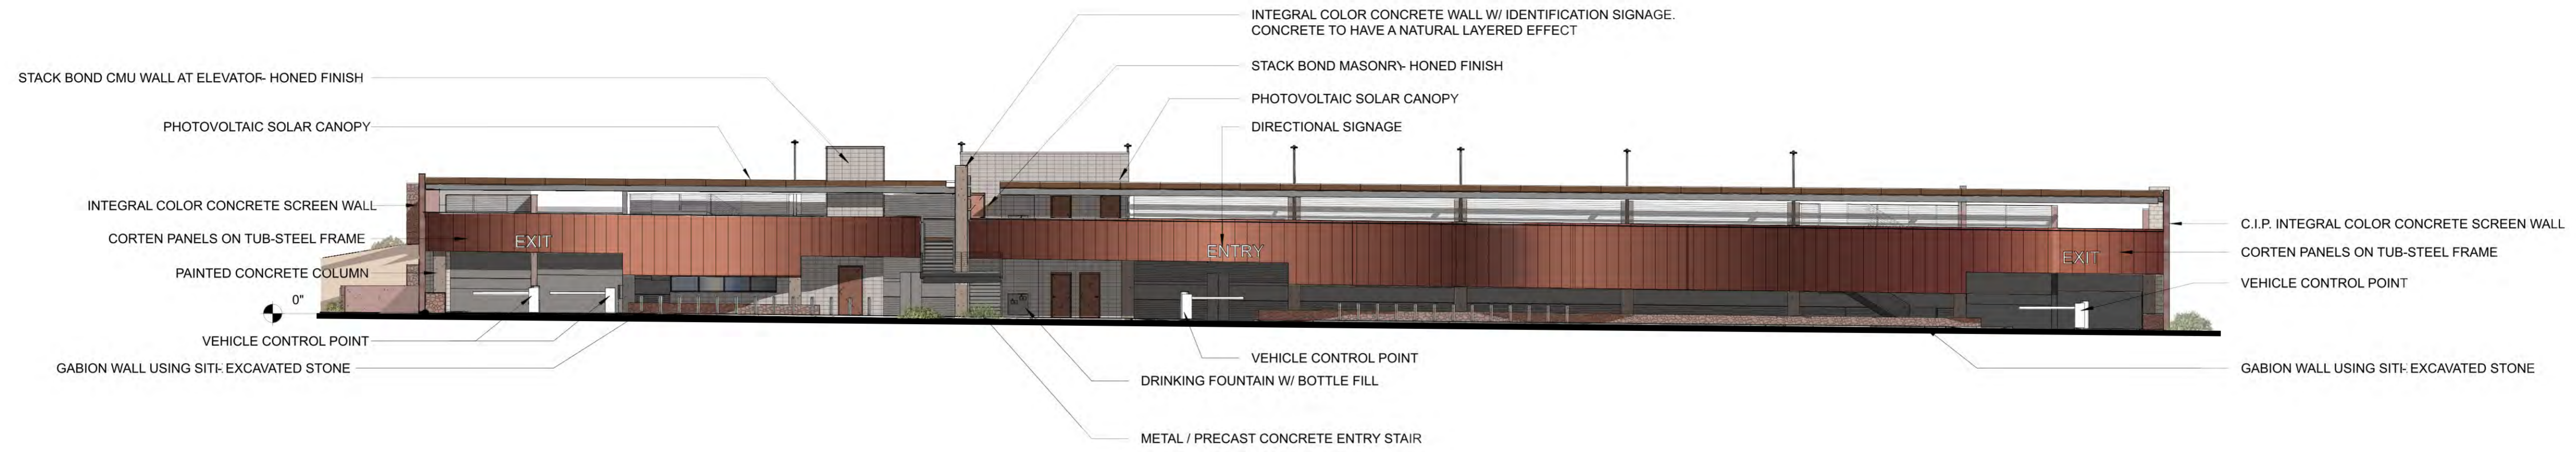 INTEGRAL COLOR CONCRETE WALL W/ IDENTIFICATION SIGNAGE.
CONCRETE TO HAVE A NATURAL LAYERED EFFECT
STACK BOND CMU WALL AT ELEVATOR- HONED FINISH
STACK BOND MASONRY- HONED FINISH
PHOTOVOLTAIC SOLAR CANOPY
PHOTOVOLTAIC SOLAR CANOPY
DIRECTIONAL SIGNAGE
INTEGRAL COLOR CONCRETE SCREEN WALL
C.I.P. INTEGRAL COLOR CONCRETE SCREEN WALL
CORTEN PANELS ON TUB-STEEL FRAME
EXIT
ENTRY
EXIT
CORTEN PANELS ON TUB-STEEL FRAME
PAINTED CONCRETE COLUMN
VEHICLE CONTROL POINT
0"
VEHICLE CONTROL POINT
VEHICLE CONTROL POINT
GABION WALL USING SITE- EXCAVATED STONE
DRINKING FOUNTAIN W/ BOTTLE FILL
GABION WALL USING SITE- EXCAVATED STONE
METAL / PRECAST CONCRETE ENTRY STAIR